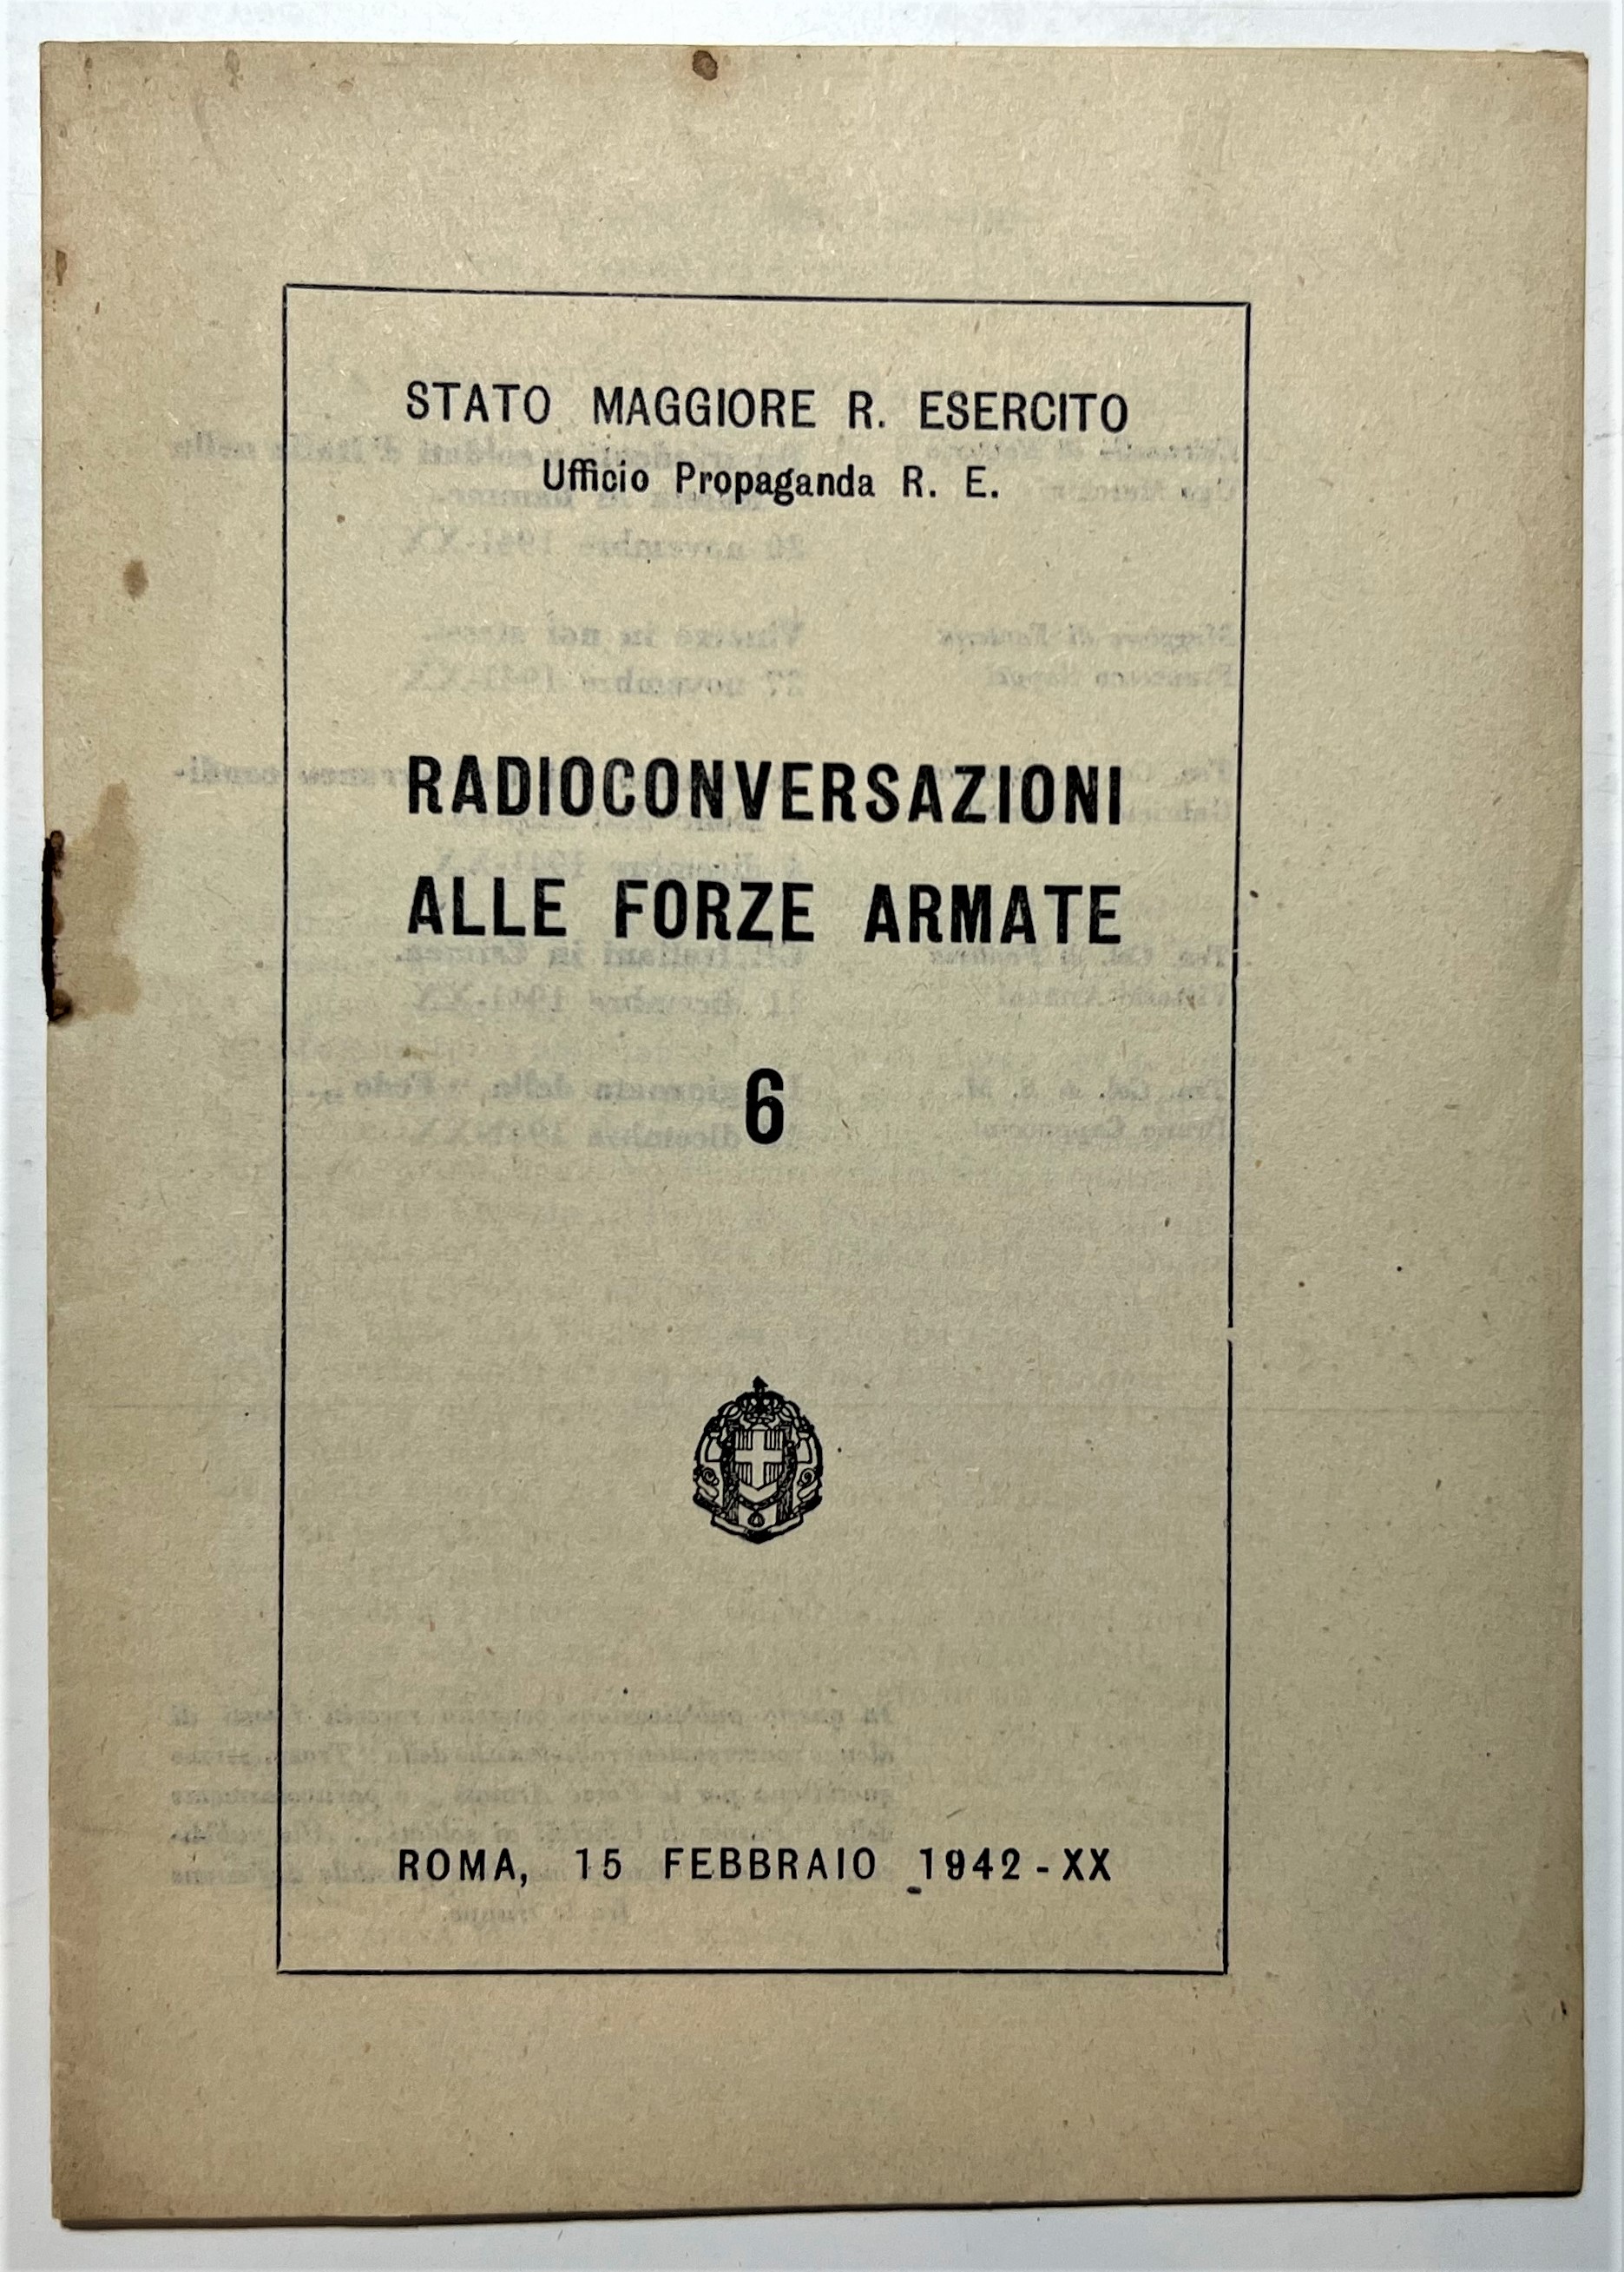 STATO MAGGIORE R. ESERCITO
Ufficio Propaganda R. E.
RADIOCONVERSAZIONI
ALLE FORZE ARMATE
6
ROMA, 15 FEBBRAIO 1942-XX